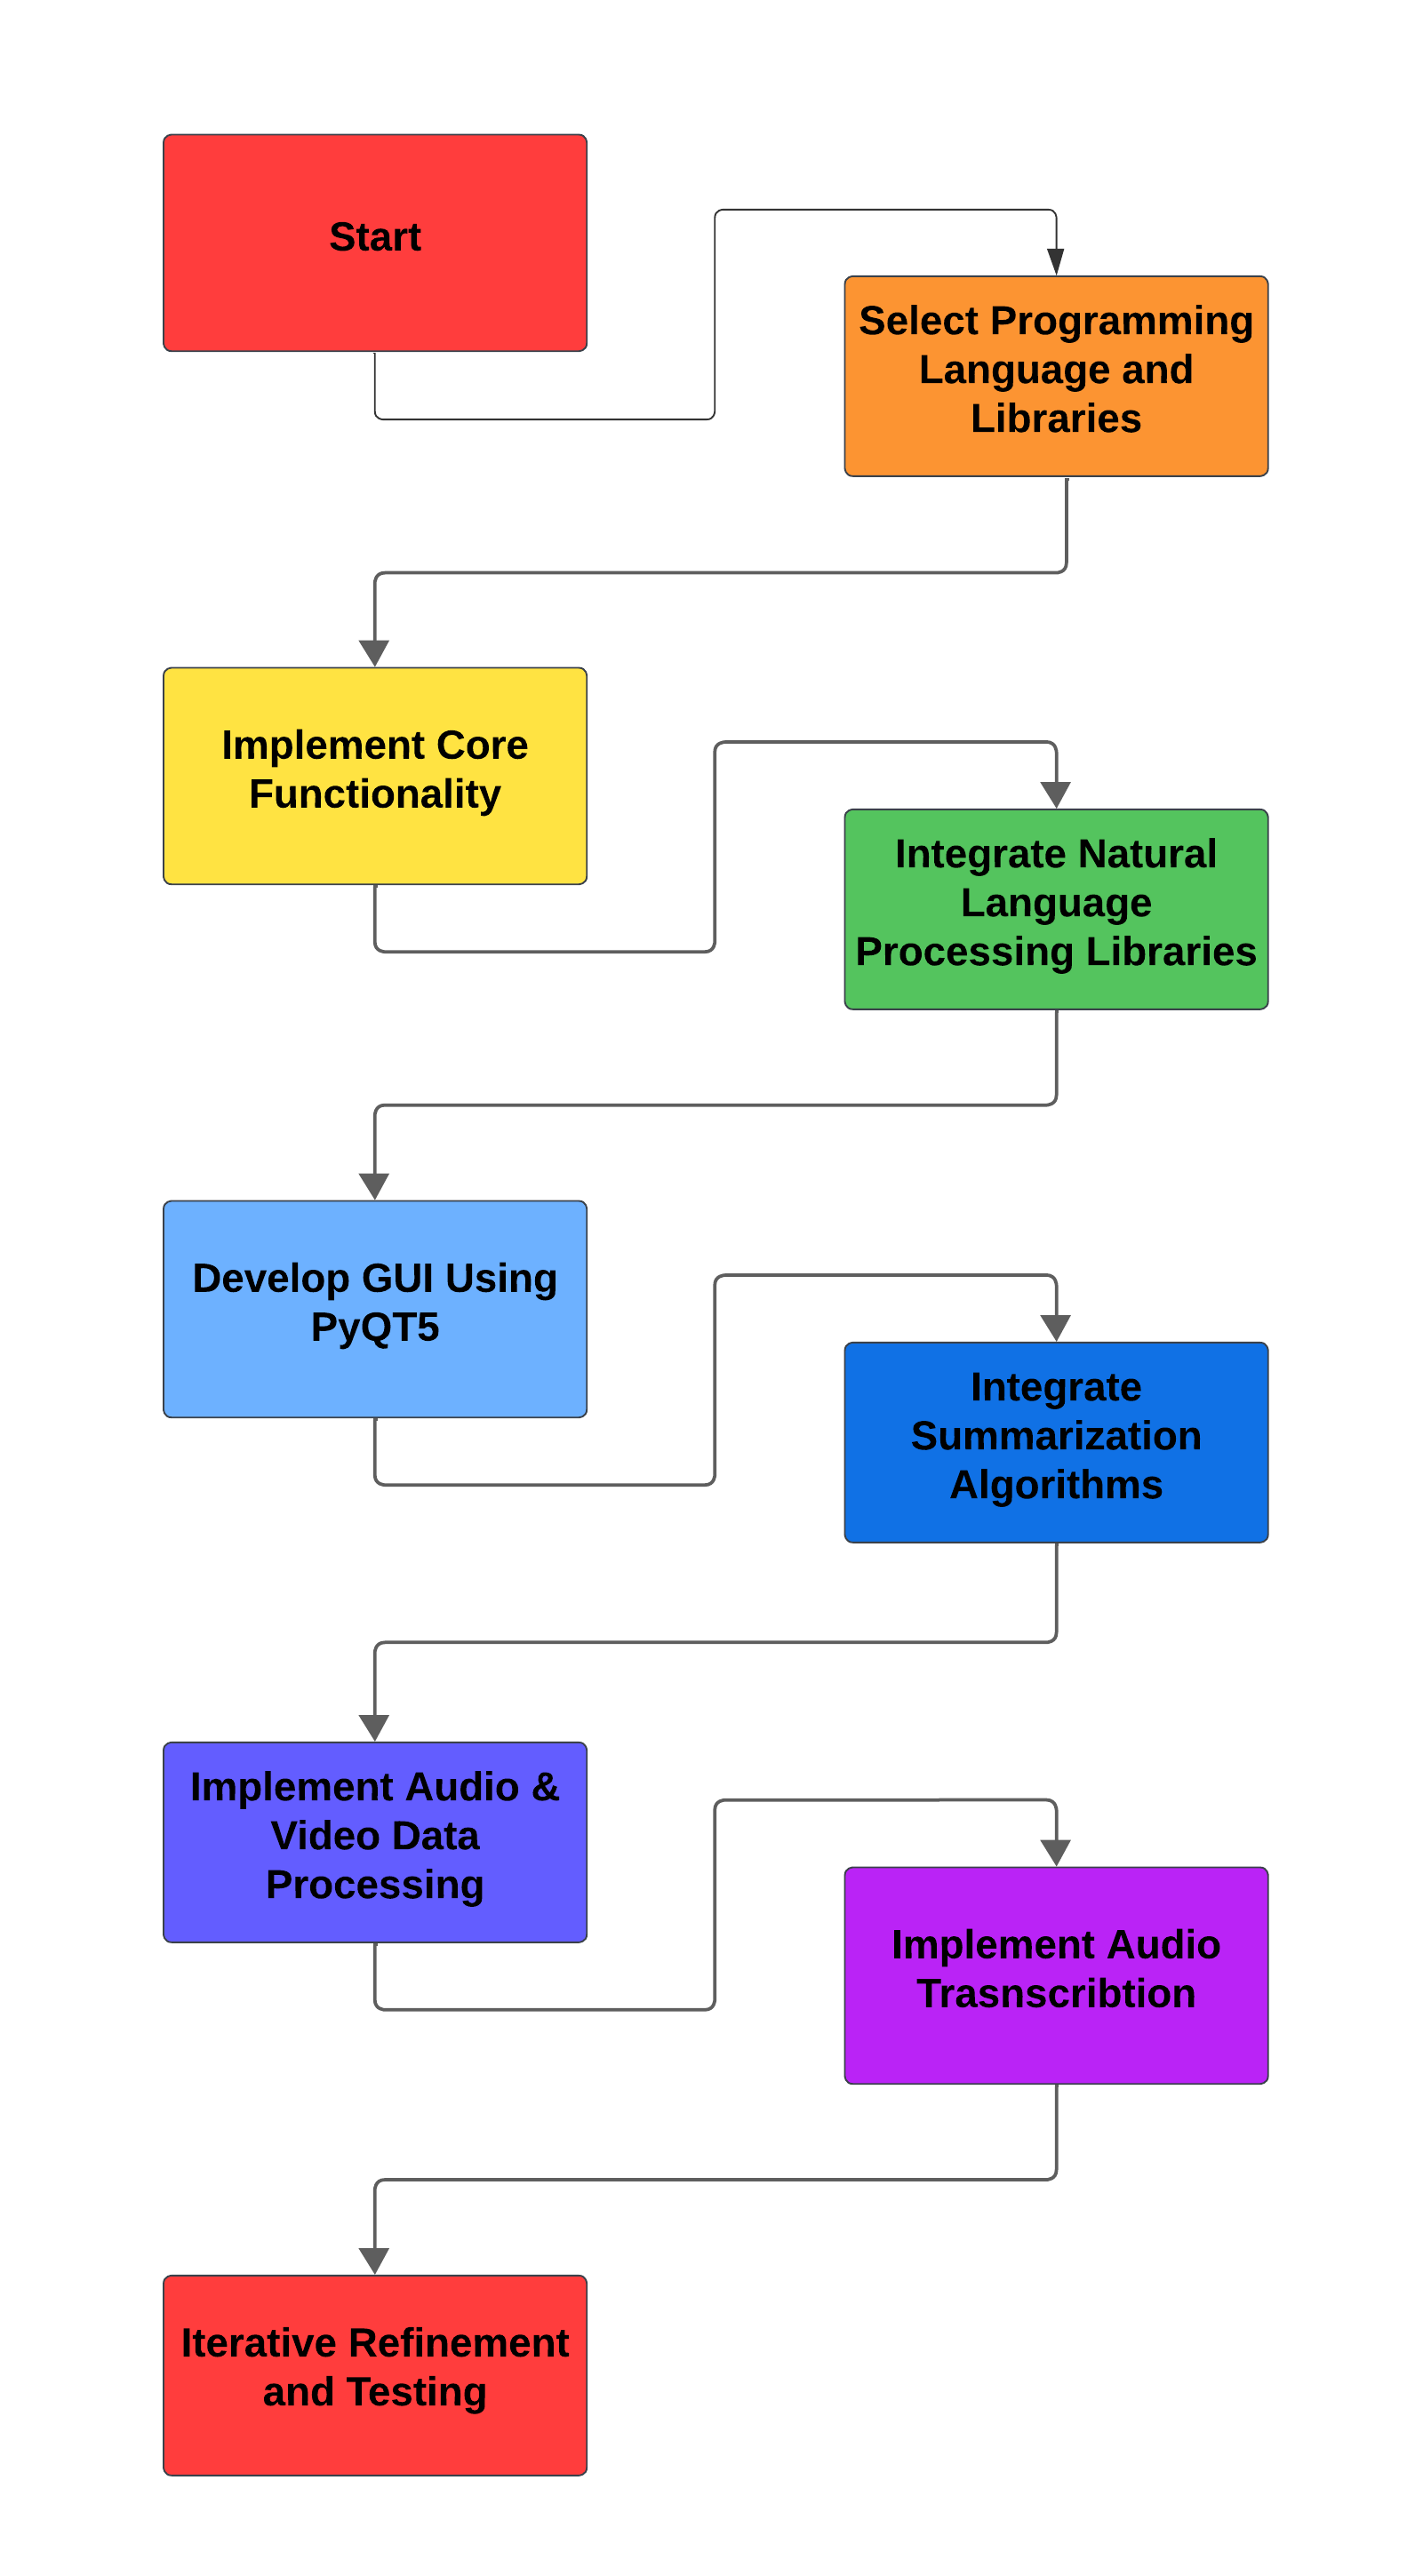 Start
Select Programming
Language and
Libraries
Implement Core
Functionality
Integrate Natural
Language
Processing Libraries
Develop GUI Using
PyQT5
Integrate
Summarization
Algorithms
Implement Audio &
Video Data
Processing
Implement Audio
Trasnscribtion
Iterative Refinement
and Testing